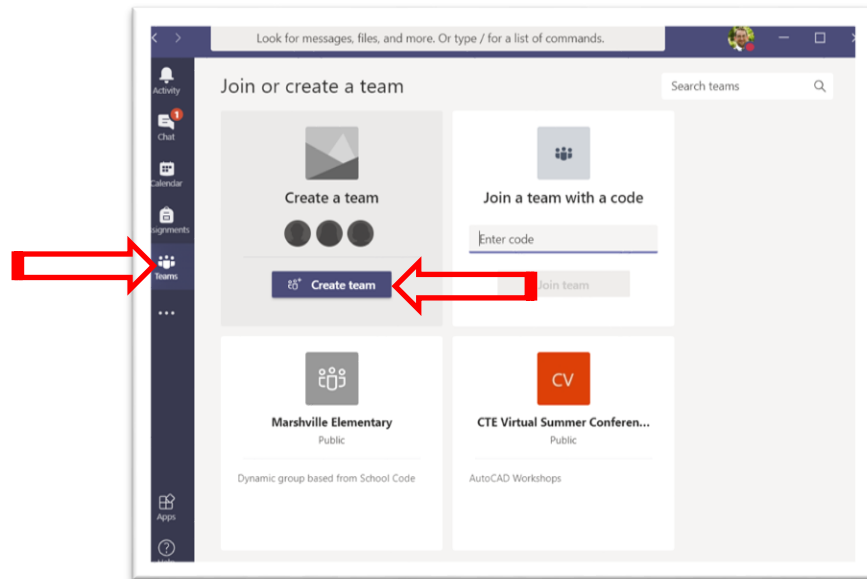 Look for messages, files, and more. Or type / for a list of commands.
Activity
1
Chat
Calendar
ssignments
Teams
Apps
Join or create a team
Search teams
Create a team
Create team
Join a team with a code
Enter code
Join team
Marshville Elementary
Public
Dynamic group based from School Code
CV
CTE Virtual Summer Conferen...
Public
AutoCAD Workshops